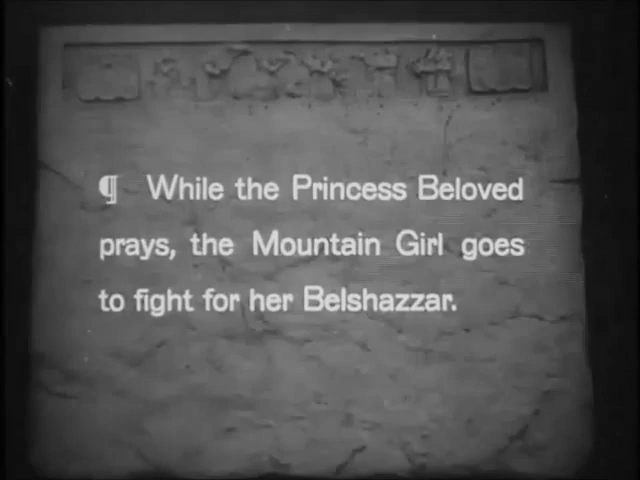 ¶ While the Princess Beloved
prays, the Mountain Girl goes
to fight for her Belshazzar.